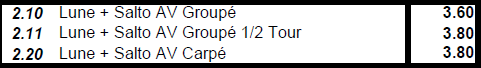 2.10 Lune + Salto AV Groupé 3.60
2.11 Lune + Salto AV Groupé 1/2 Tour 3.80
2.20 Lune + Salto AV Carpé 3.80